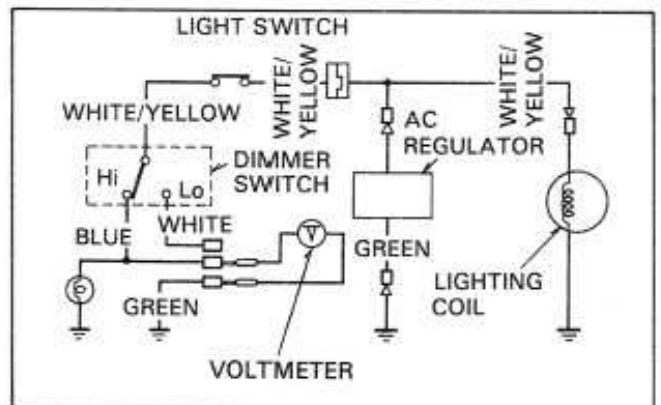 LIGHT SWITCH
WHITE/
YELLOW
WHITE/
YELLOW
WHITE/YELLOW
AC
REGULATOR
DIMMER
SWITCH
Hi
Lo
WHITE
BLUE
GREEN
GREEN
LIGHTING
COIL
VOLTMETER
V